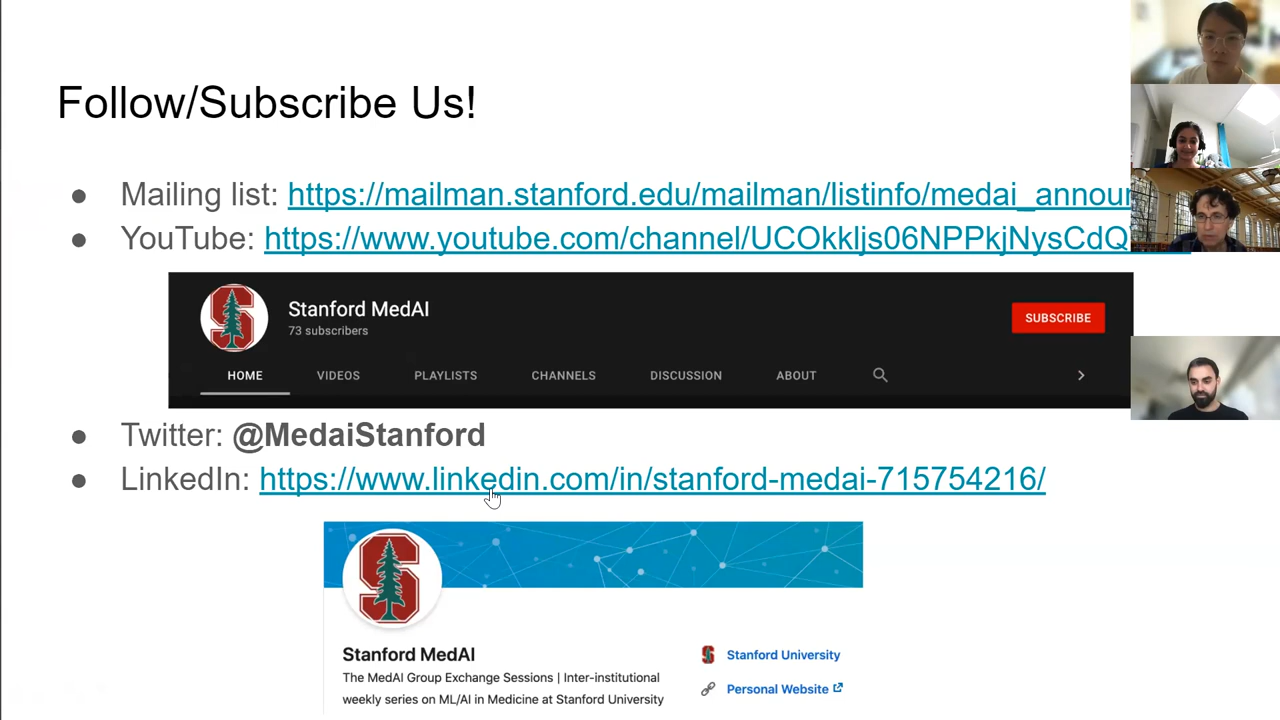 Follow/Subscribe Us!
● Mailing list: https://mailman.stanford.edu/mailman/listinfo/medai_announ
● YouTube: https://www.youtube.com/channel/UCOkkljs06NPPkjNysCdQ
Stanford MedAI
73 subscribers
SUBSCRIBE
HOME VIDEOS PLAYLISTS CHANNELS DISCUSSION ABOUT
● Twitter: @MedaiStanford
● LinkedIn: https://www.linkedin.com/in/stanford-medai-715754216/
Stanford MedAI
The MedAI Group Exchange Sessions | Inter-institutional
weekly series on ML/AI in Medicine at Stanford University
Stanford University
Personal Website